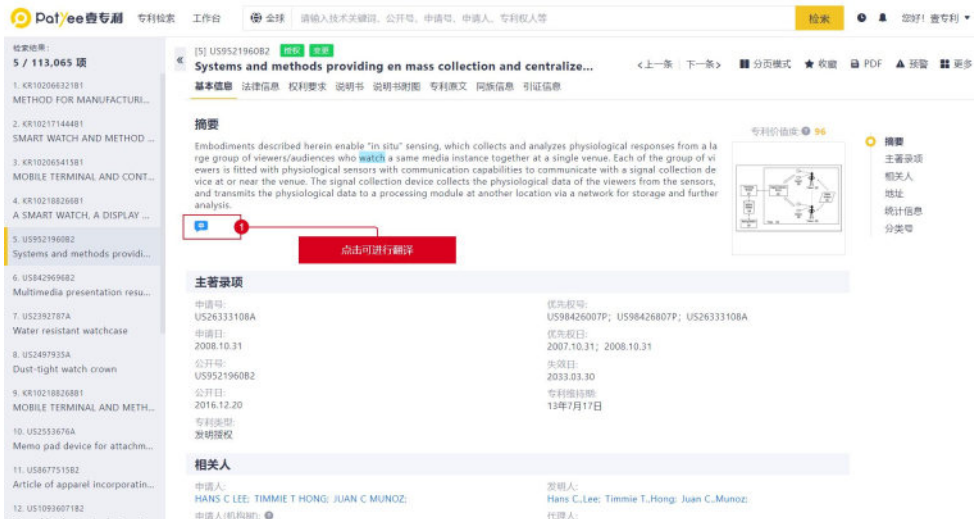 Patyee壹专利 专利检索 工作台 全球 请输入技术关键词、公开号、申请号、申请人、专利权人等 检索 您好! 壹专利
检索结果:
5 / 113,065 项
1. KR102066321B1
METHOD FOR MANUFACTURI...
2. KR102171444B1
SMART WATCH AND METHOD ...
3. KR102065415B1
MOBILE TERMINAL AND CONT...
4. KR102188266B1
A SMART WATCH, A DISPLAY ...
5. US9521960B2
Systems and methods providi...
6. US8429696B2
Multimedia presentation resu...
7. US2392787A
Water resistant watchcase
8. US2497935A
Dust-tight watch crown
9. KR102188268B1
MOBILE TERMINAL AND METH...
10. US2553676A
Memo pad device for attachm...
11. US8677515B2
Article of apparel incorporatin...
12. US10936071B2
[5] US9521960B2 授权 变更
Systems and methods providing en mass collection and centralize...
<上一条 下一条> 分页模式 收藏 PDF 预警 更多
基本信息 法律信息 权利要求 说明书 说明书附图 专利原文 同族信息 引证信息
摘要
Embodiments described herein enable "in situ" sensing, which collects and analyzes physiological responses from a la
rge group of viewers/audiences who watch a same media instance together at a single venue. Each of the group of vi
ewers is fitted with physiological sensors with communication capabilities to communicate with a signal collection de
vice at or near the venue. The signal collection device collects the physiological data of the viewers from the sensors,
and transmits the physiological data to a processing module at another location via a network for storage and further
analysis.
1
点击可进行翻译
专利价值度: 96
摘要
主著录项
相关人
地址
统计信息
分类号
主著录项
申请号:
US26333108A
优先权号:
US98426007P; US98426807P; US26333108A
申请日:
2008.10.31
优先权日:
2007.10.31; 2008.10.31
公开号:
US9521960B2
失效日:
2033.03.30
公开日:
2016.12.20
专利维持期:
13年7月17日
专利类型:
发明授权
相关人
申请人:
HANS C LEE; TIMMIE T HONG; JUAN C MUNOZ;
发明人:
Hans C.,Lee; Timmie T.,Hong; Juan C.,Munoz;
申请人(机构树):
代理人: